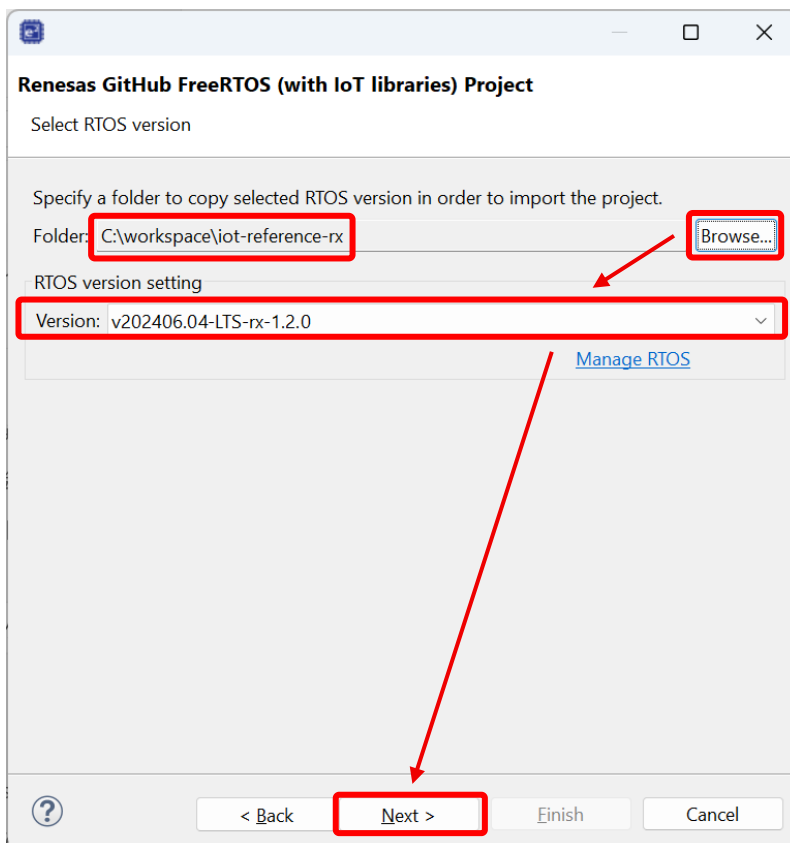 Renesas GitHub FreeRTOS (with IoT libraries) Project
Select RTOS version
Specify a folder to copy selected RTOS version in order to import the project.
Folder: C:\workspace\iot-reference-rx Browse...
RTOS version setting
Version: v202406.04-LTS-rx-1.2.0
Manage RTOS
? < Back Next > Finish Cancel